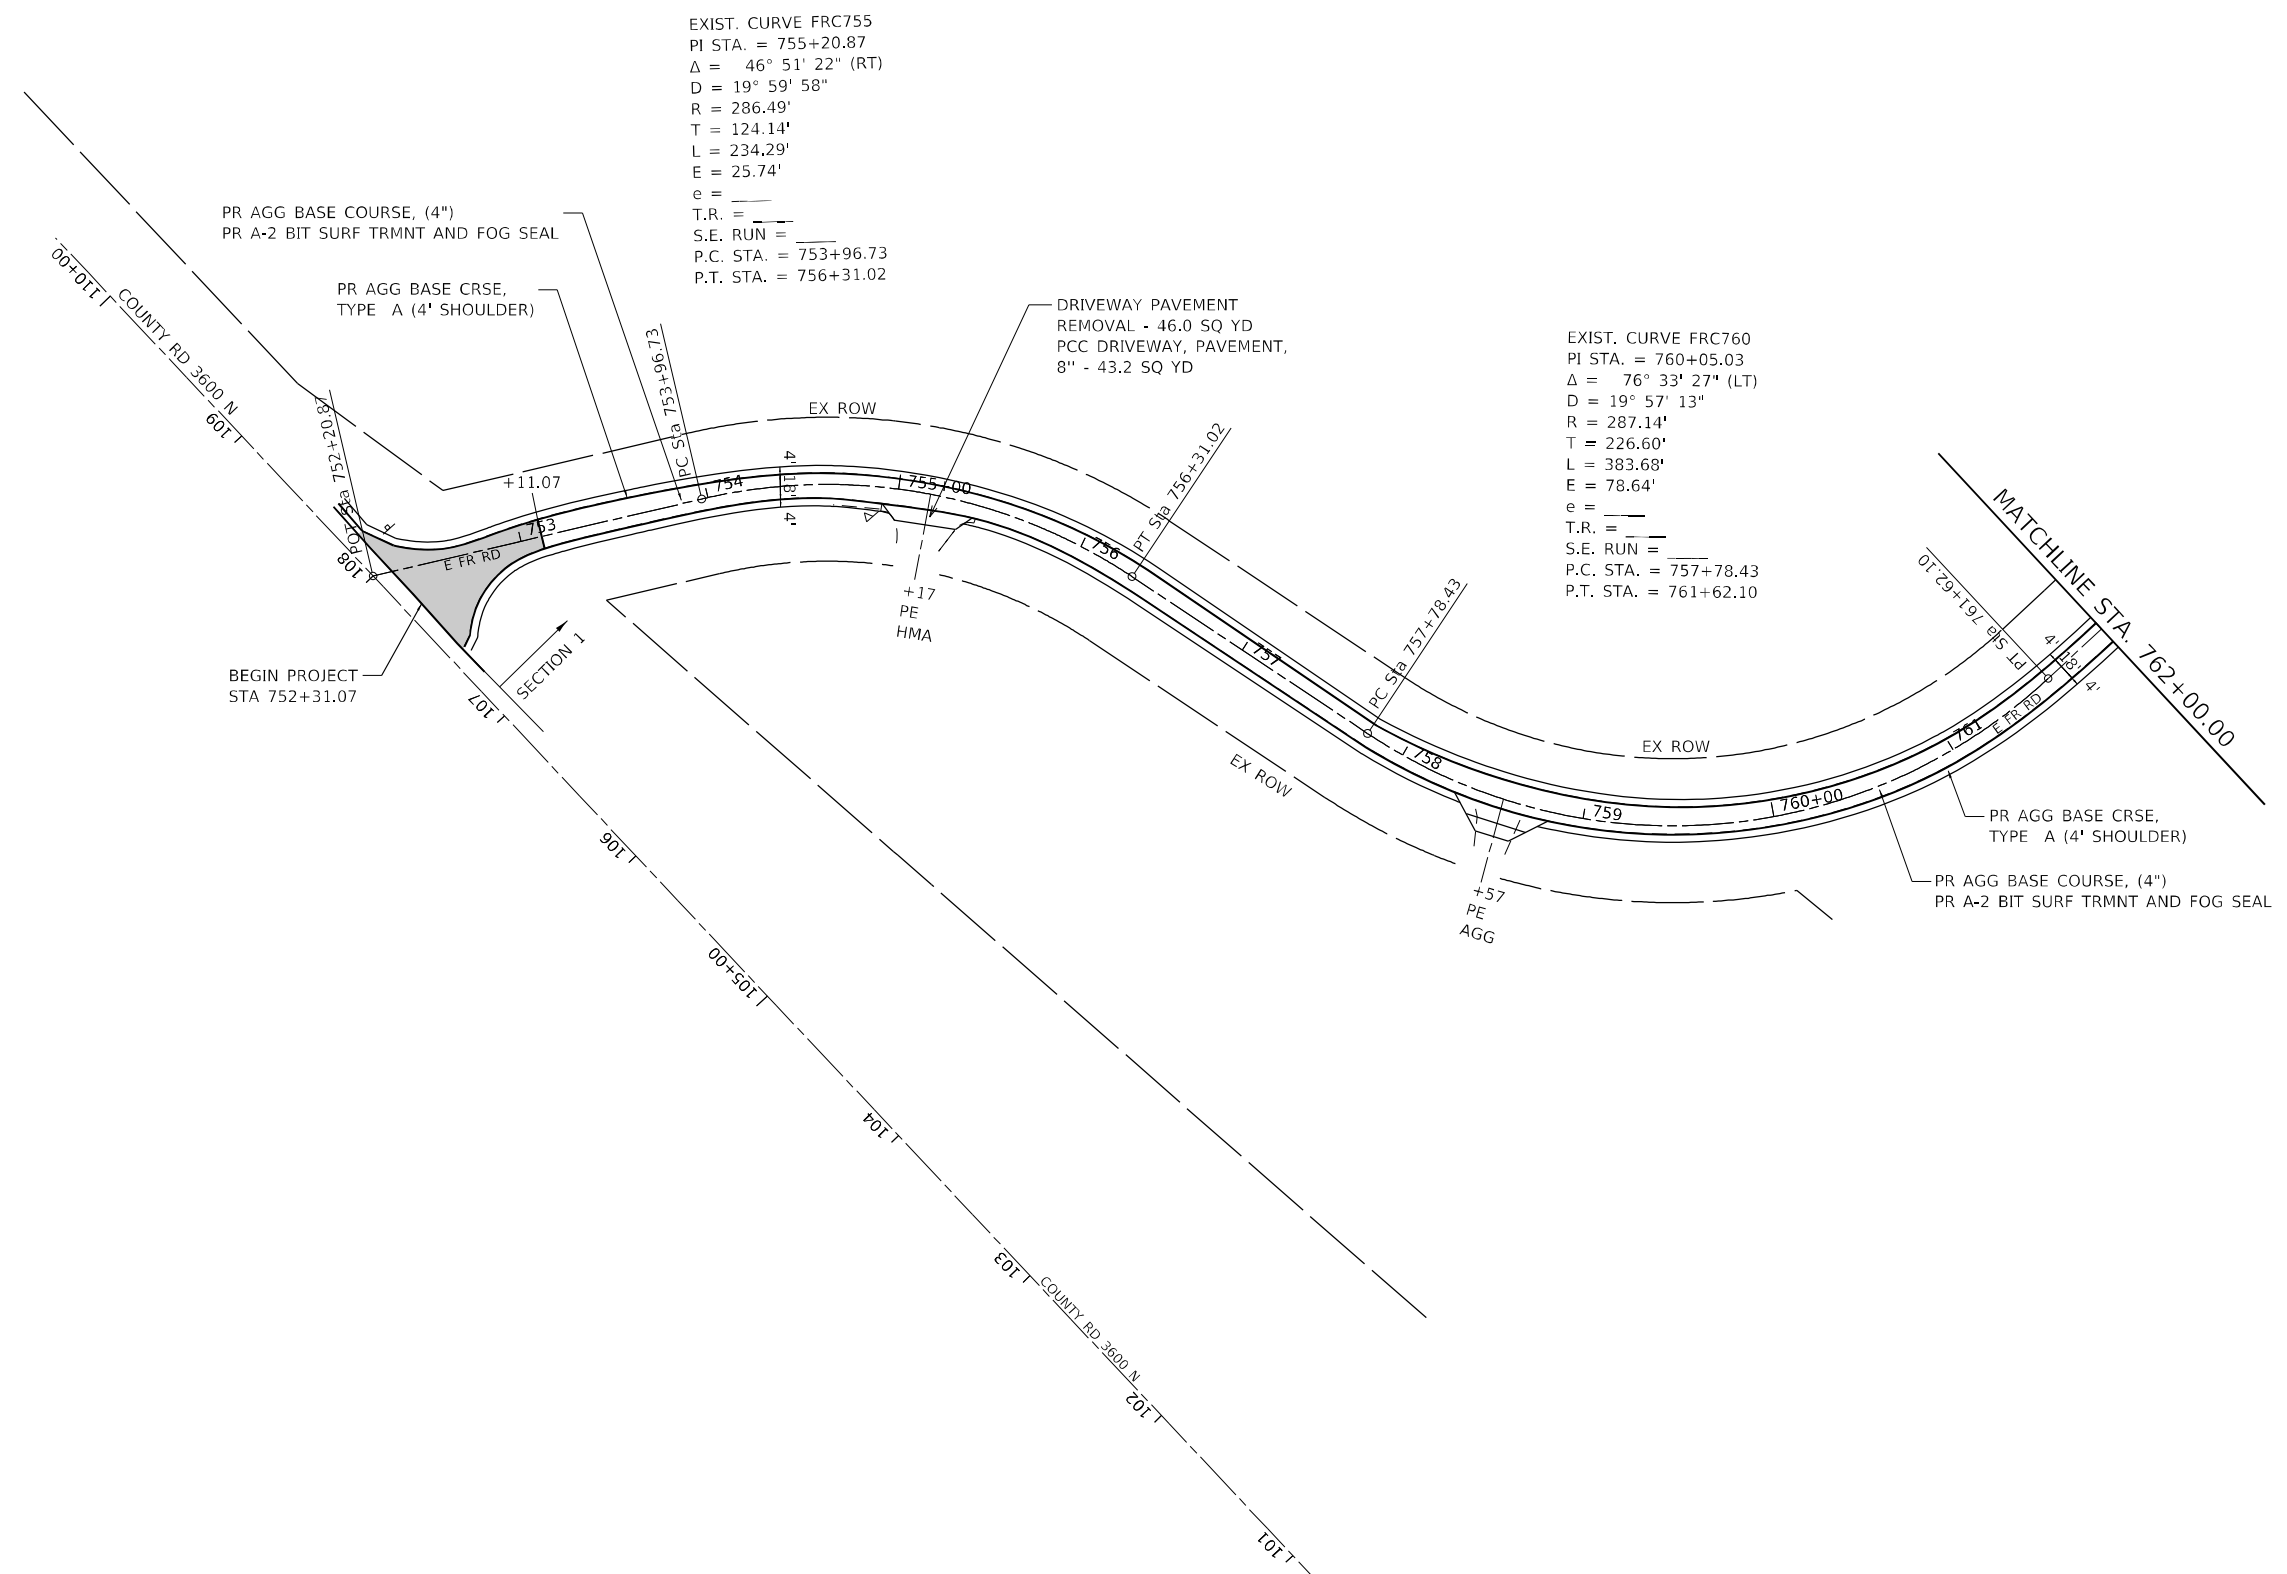 EXIST. CURVE FRC755
PI STA. = 755+20.87
Δ = 46° 51' 22" (RT)
D = 19° 59' 58"
R = 286.49'
T = 124.14'
L = 234.29'
E = 25.74'
e = ____
T.R. = ____
S.E. RUN = ____
P.C. STA. = 753+96.73
P.T. STA. = 756+31.02
PR AGG BASE COURSE, (4")
PR A-2 BIT SURF TRMNT AND FOG SEAL
PR AGG BASE CRSE,
TYPE A (4' SHOULDER)
DRIVEWAY PAVEMENT
REMOVAL - 46.0 SQ YD
PCC DRIVEWAY, PAVEMENT,
8'' - 43.2 SQ YD
EXIST. CURVE FRC760
PI STA. = 760+05.03
Δ = 76° 33' 27" (LT)
D = 19° 57' 13"
R = 287.14'
T = 226.60'
L = 383.68'
E = 78.64'
e = ____
T.R. = ____
S.E. RUN = ____
P.C. STA. = 757+78.43
P.T. STA. = 761+62.10
110+00
COUNTY RD 3600 N
109
POT Sta 752+20.87
108
P
+11.07
753
E FR RD
PC Sta 753+96.73
754
4'
18'
4'
EX ROW
755+00
+17
PE
HMA
756
PT Sta 756+31.02
757
PC Sta 757+78.43
758
EX ROW
+57
PE
AGG
759
EX ROW
760+00
761
E FR RD
PT Sta 761+62.10
4'
18'
4'
MATCHLINE STA. 762+00.00
PR AGG BASE CRSE,
TYPE A (4' SHOULDER)
PR AGG BASE COURSE, (4")
PR A-2 BIT SURF TRMNT AND FOG SEAL
BEGIN PROJECT
STA 752+31.07
SECTION 1
107
106
105+00
104
103
COUNTY RD 3600 N
102
101